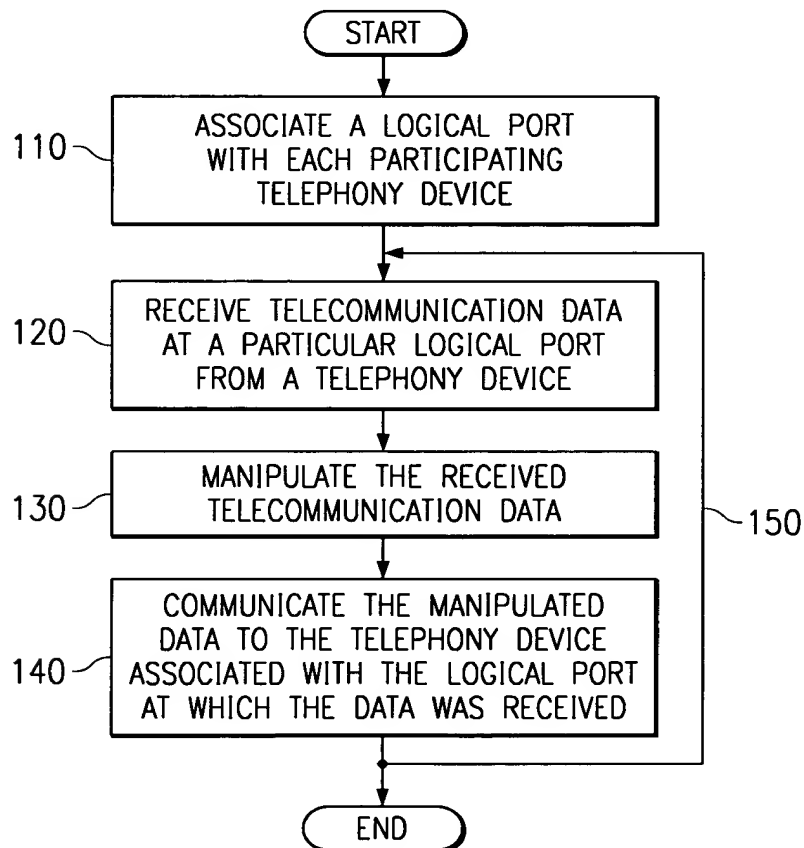 START
110
ASSOCIATE A LOGICAL PORT
WITH EACH PARTICIPATING
TELEPHONY DEVICE
120
RECEIVE TELECOMMUNICATION DATA
AT A PARTICULAR LOGICAL PORT
FROM A TELEPHONY DEVICE
130
MANIPULATE THE RECEIVED
TELECOMMUNICATION DATA
150
140
COMMUNICATE THE MANIPULATED
DATA TO THE TELEPHONY DEVICE
ASSOCIATED WITH THE LOGICAL PORT
AT WHICH THE DATA WAS RECEIVED
END